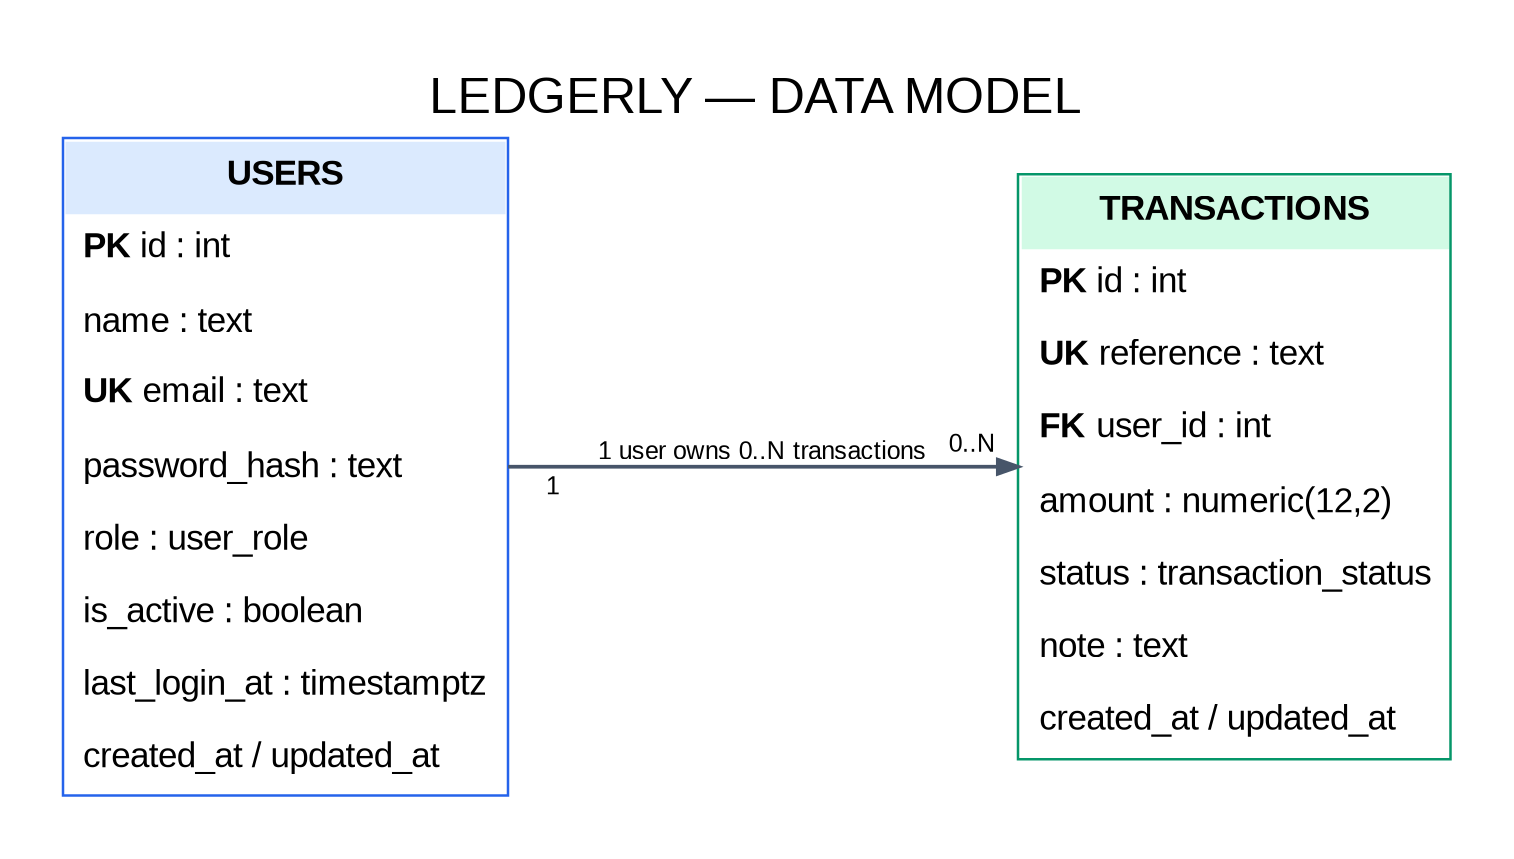 LEDGERLY — DATA MODEL
USERS
PK id : int
name : text
UK email : text
password_hash : text
role : user_role
is_active : boolean
last_login_at : timestamptz
created_at / updated_at
1 user owns 0..N transactions
0..N
1
TRANSACTIONS
PK id : int
UK reference : text
FK user_id : int
amount : numeric(12,2)
status : transaction_status
note : text
created_at / updated_at